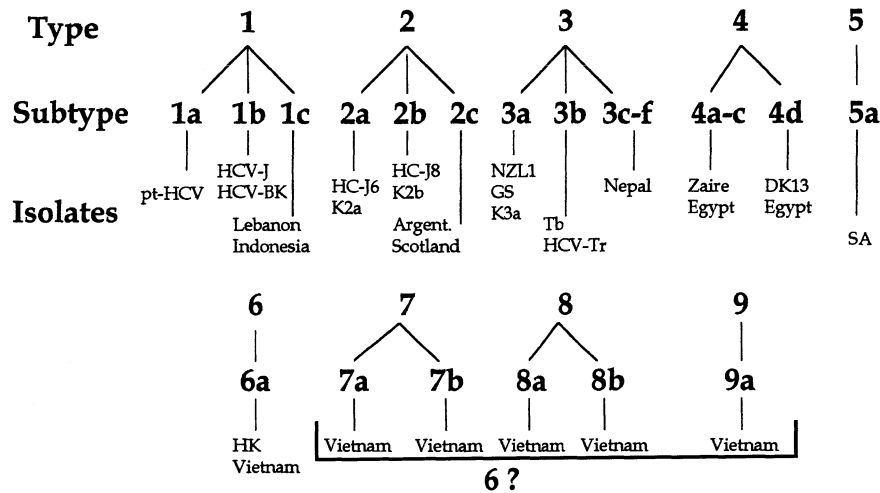 Type 1 2 3 4 5
Subtype 1a 1b 1c 2a 2b 2c 3a 3b 3c-f 4a-c 4d 5a
Isolates
pt-HCV
HCV-J
HCV-BK
Lebanon
Indonesia
HC-J6
K2a
HC-J8
K2b
Argent.
Scotland
NZL1
GS
K3a
Tb
HCV-Tr
Nepal
Zaire
Egypt
DK13
Egypt
SA
6 7 8 9
6a 7a 7b 8a 8b 9a
HK
Vietnam
Vietnam Vietnam Vietnam Vietnam Vietnam
6 ?